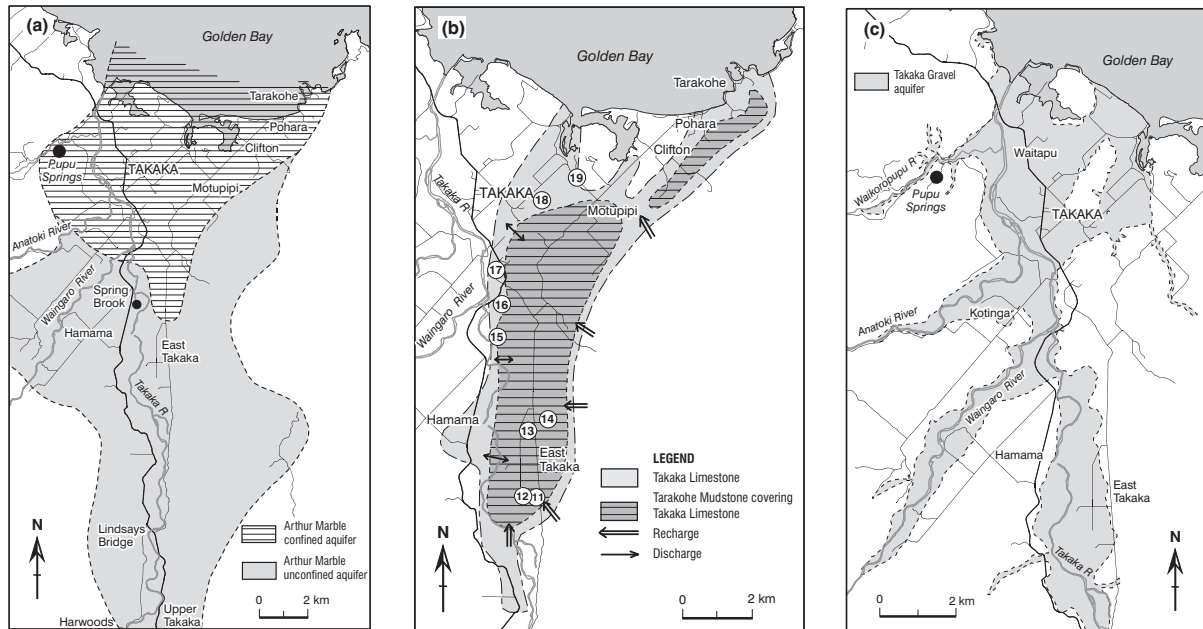 (a)
Golden Bay
Tarakohe
Pohara
Clifton
Pupu
Springs
TAKAKA
Motupipi
Anatoki River
Waingaro River
Spring
Brook
Hamama
East
Takaka
Takaka R
Lindsays
Bridge
N
Arthur Marble
confined aquifer
Arthur Marble
unconfined aquifer
0 2 km
Harwoods
Upper
Takaka
(b)
Golden Bay
Tarakohe
Pohara
Clifton
19
TAKAKA
18
Takaka R
Motupipi
17
16
Waingaro River
15
14
Hamama
13
East
Takaka
12
11
LEGEND
Takaka Limestone
Tarakohe Mudstone covering
Takaka Limestone
Recharge
Discharge
N
0 2 km
(c)
Golden Bay
Takaka Gravel
aquifer
Waitapu
Waikoropupu R
Pupu
Springs
TAKAKA
Anatoki River
Kotinga
Waingaro River
Hamama
East
Takaka
Takaka R
N
0 2 km